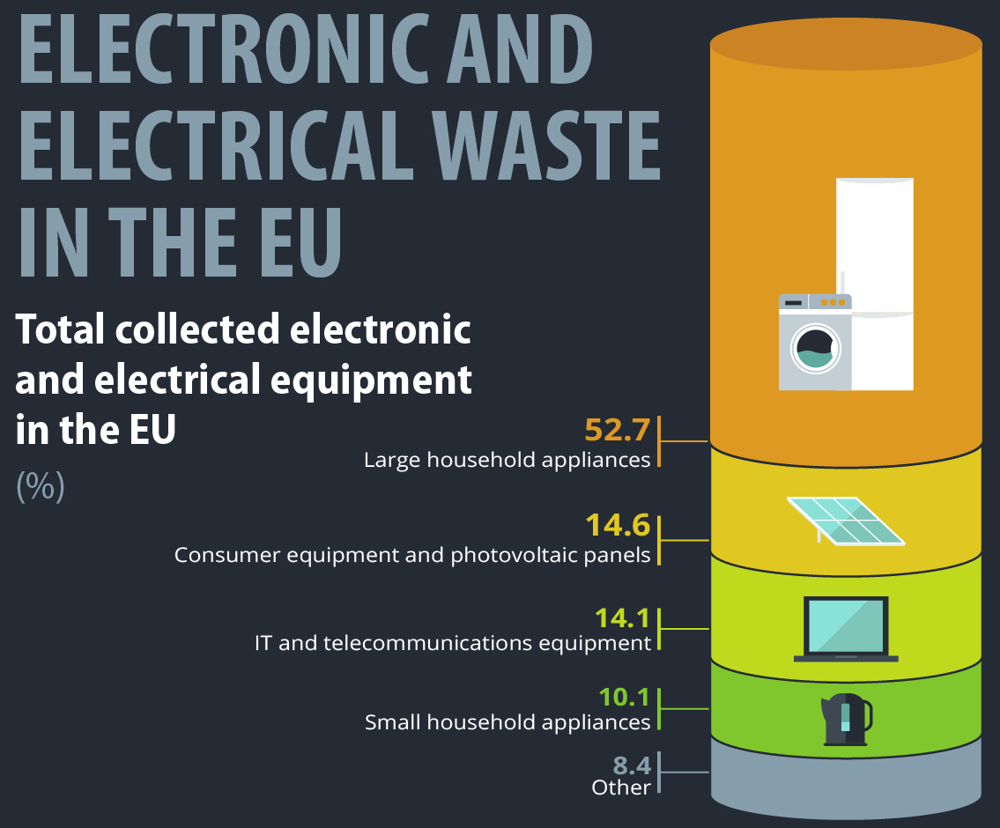 ELECTRONIC AND
ELECTRICAL WASTE
IN THE EU
Total collected electronic
and electrical equipment
in the EU
(%)
52.7
Large household appliances
14.6
Consumer equipment and photovoltaic panels
14.1
IT and telecommunications equipment
10.1
Small household appliances
8.4
Other